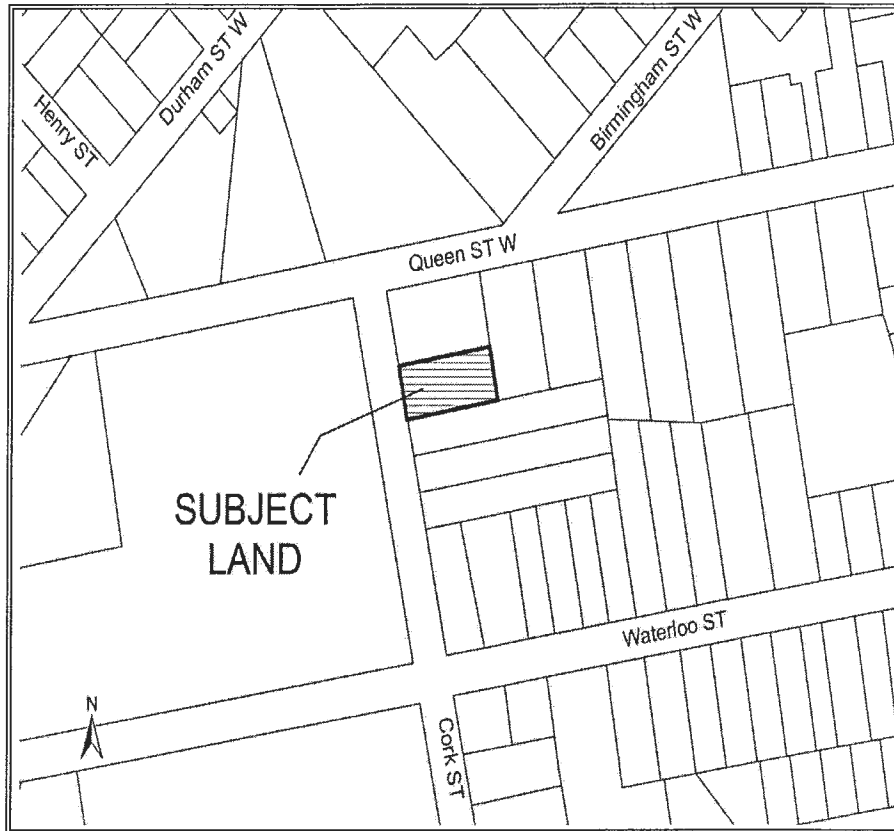 Henry ST
Durham ST W
Birmingham ST W
Queen ST W
SUBJECT
LAND
Waterloo ST
N
Cork ST